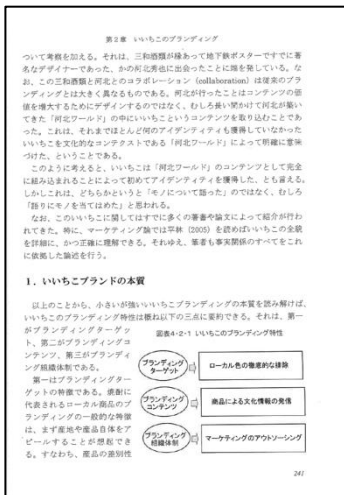 第2章　いいちこのブランディング
ついて考察を加える。それは、三和酒類が縁あって地下鉄ポスターですでに著
名なデザイナーであった、かの河北秀也に出会ったことに端を発している。な
お、この三和酒類と河北とのコラボレーション（collaboration）は従来のブラ
ンディングとは大きく異なるものである。河北が行ったことはコンテンツの価
値を増大するためにデザインするのではなく、むしろ長い間かけて河北が築い
てきた「河北ワールド」の中にいいちこというコンテンツを取り込むことであ
った。これは、それまでほとんど何のアイデンティティも獲得していなかった
いいちこを文化的なコンテクストである「河北ワールド」によって明確に意味
づけた、ということである。
このように考えると、いいちこは「河北ワールド」のコンテンツとして完全
に組み込まれることによって初めてアイデンティティを獲得した、とも言える。
しかしこれは、どちらかというと「モノについて語った」のではなく、むしろ
「語りにモノを当てはめた」と思われる。
なお、このいいちこに関してはすでに多くの著書や論文によって紹介が行わ
れてきた。特に、マーケティング論では平林（2005）を読めばいいちこの全貌
を詳細に、かつ正確に理解できる。それゆえ、筆者も事実関係のすべてをこれ
に依拠した論述を行う。
1．いいちこブランドの本質
以上のことから、小さいが強いいいちこブランディングの本質を読み解けば、
いいちこのブランディング特性は概ね以下の三点に要約できる。それは、第一
がブランディングターゲッ
ト、第二がブランディングコ
ンテンツ、第三がブランディ
ング組織体制である。
第一はブランディングター
ゲットの特徴である。焼酎に
代表されるローカル商品のブ
ランディングの一般的な特徴
は、まず産地や産品自体をア
ピールすることが想起でき
る。すなわち、産品の差別性
図表4-2-1 いいちこのブランディング特性
ブランディング
ターゲット
ローカル色の徹底的な排除
ブランディング
コンテンツ
商品による文化情報の発信
ブランディング
組織体制
マーケティングのアウトソーシング
241